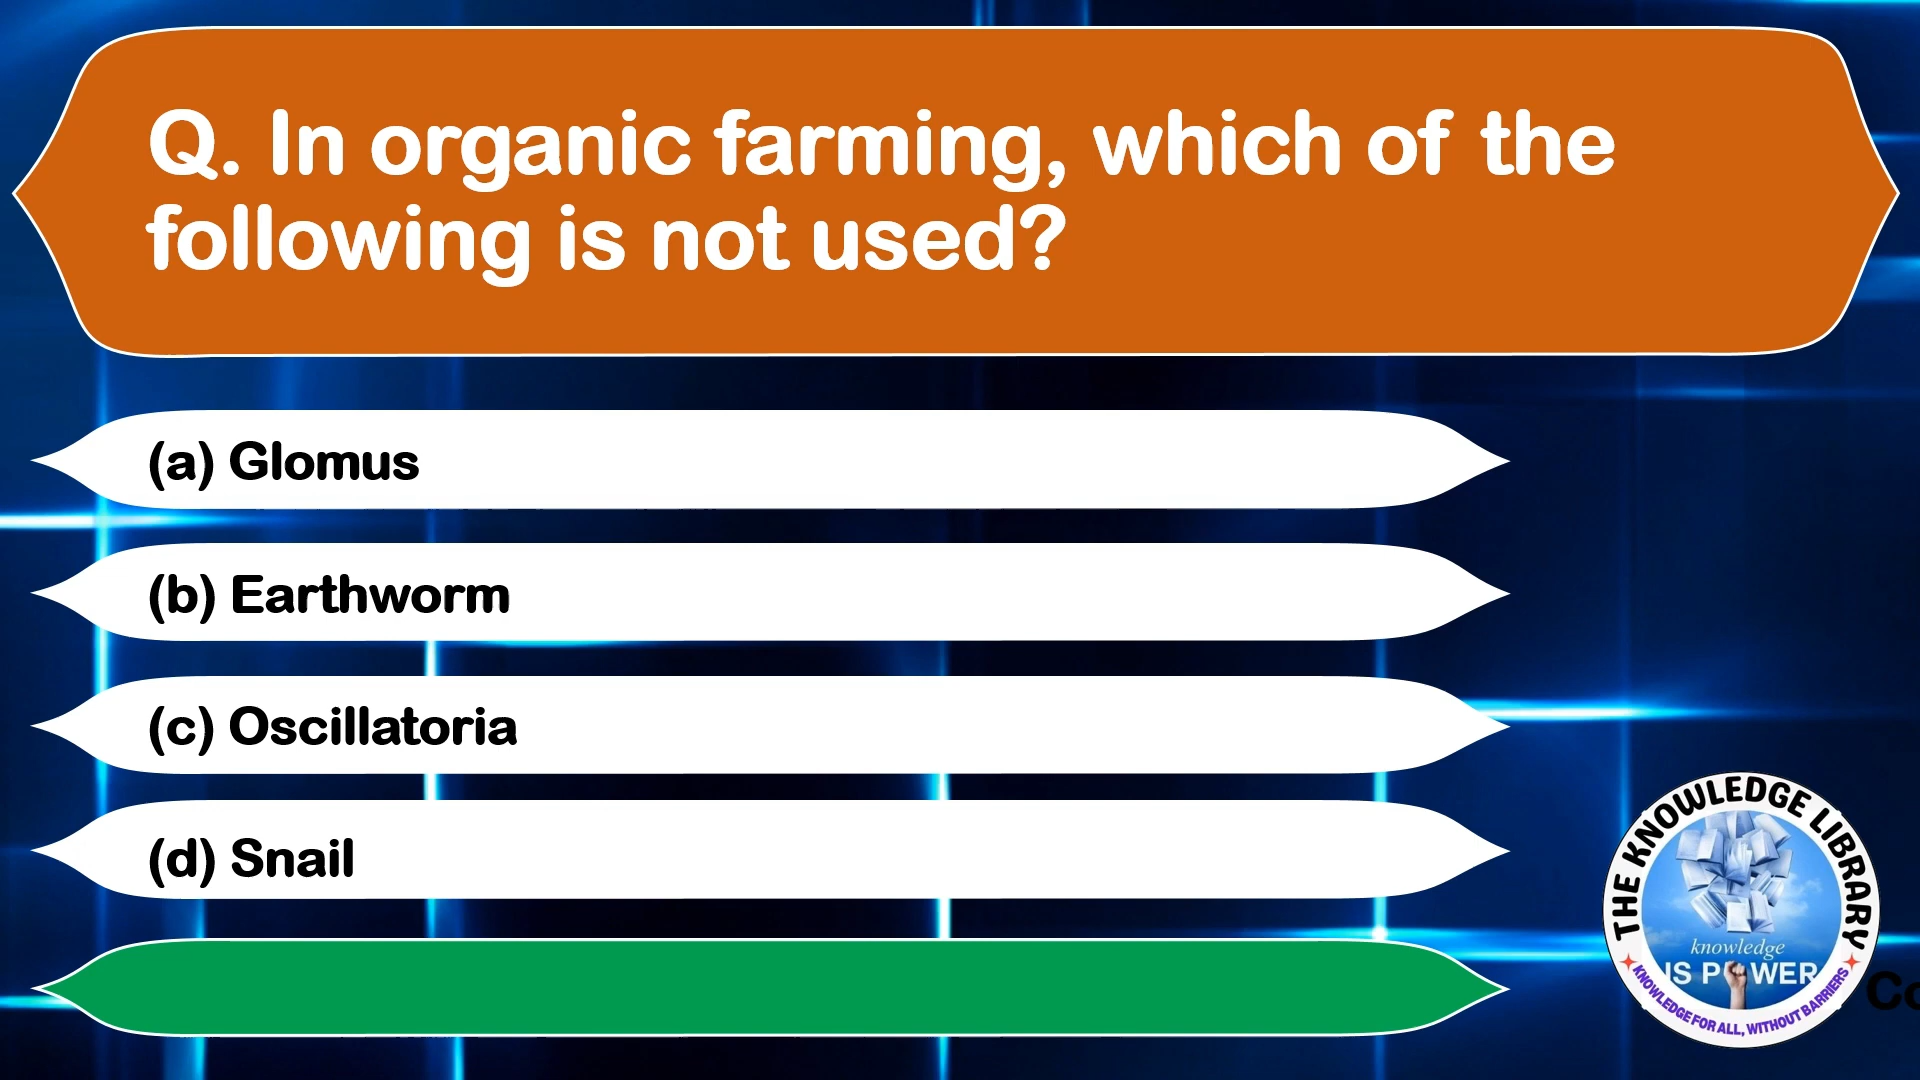 Q. In organic farming, which of the
following is not used?
(a) Glomus
(b) Earthworm
(c) Oscillatoria
(d) Snail
THE KNOWLEDGE LIBRARY
knowledge
IS POWER
KNOWLEDGE FOR ALL, WITHOUT BARRIERS